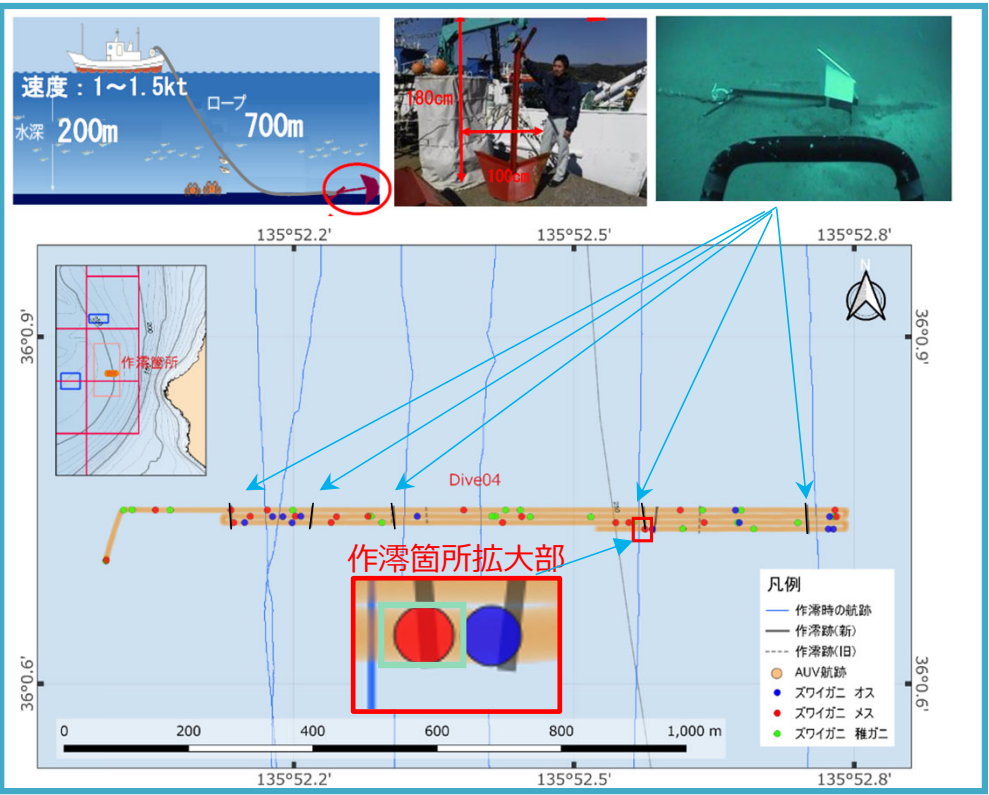 速度：1～1.5kt
ロープ
水深 200m
700m
180cm
100cm
135°52.2'
135°52.5'
135°52.8'
N
36°0.9'
36°0.9'
200
作澪箇所
Dive04
250
作澪箇所拡大部
凡例
作澪時の航跡
作澪跡(新)
作澪跡(旧)
AUV航跡
ズワイガニ オス
ズワイガニ メス
ズワイガニ 稚ガニ
36°0.6'
36°0.6'
0 200 400 600 800 1,000 m
135°52.2'
135°52.5'
135°52.8'